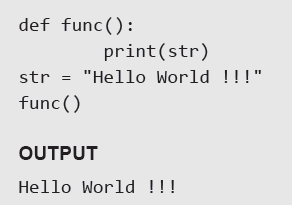 def func():
        print(str)
str = "Hello World !!!"
func()
OUTPUT
Hello World !!!